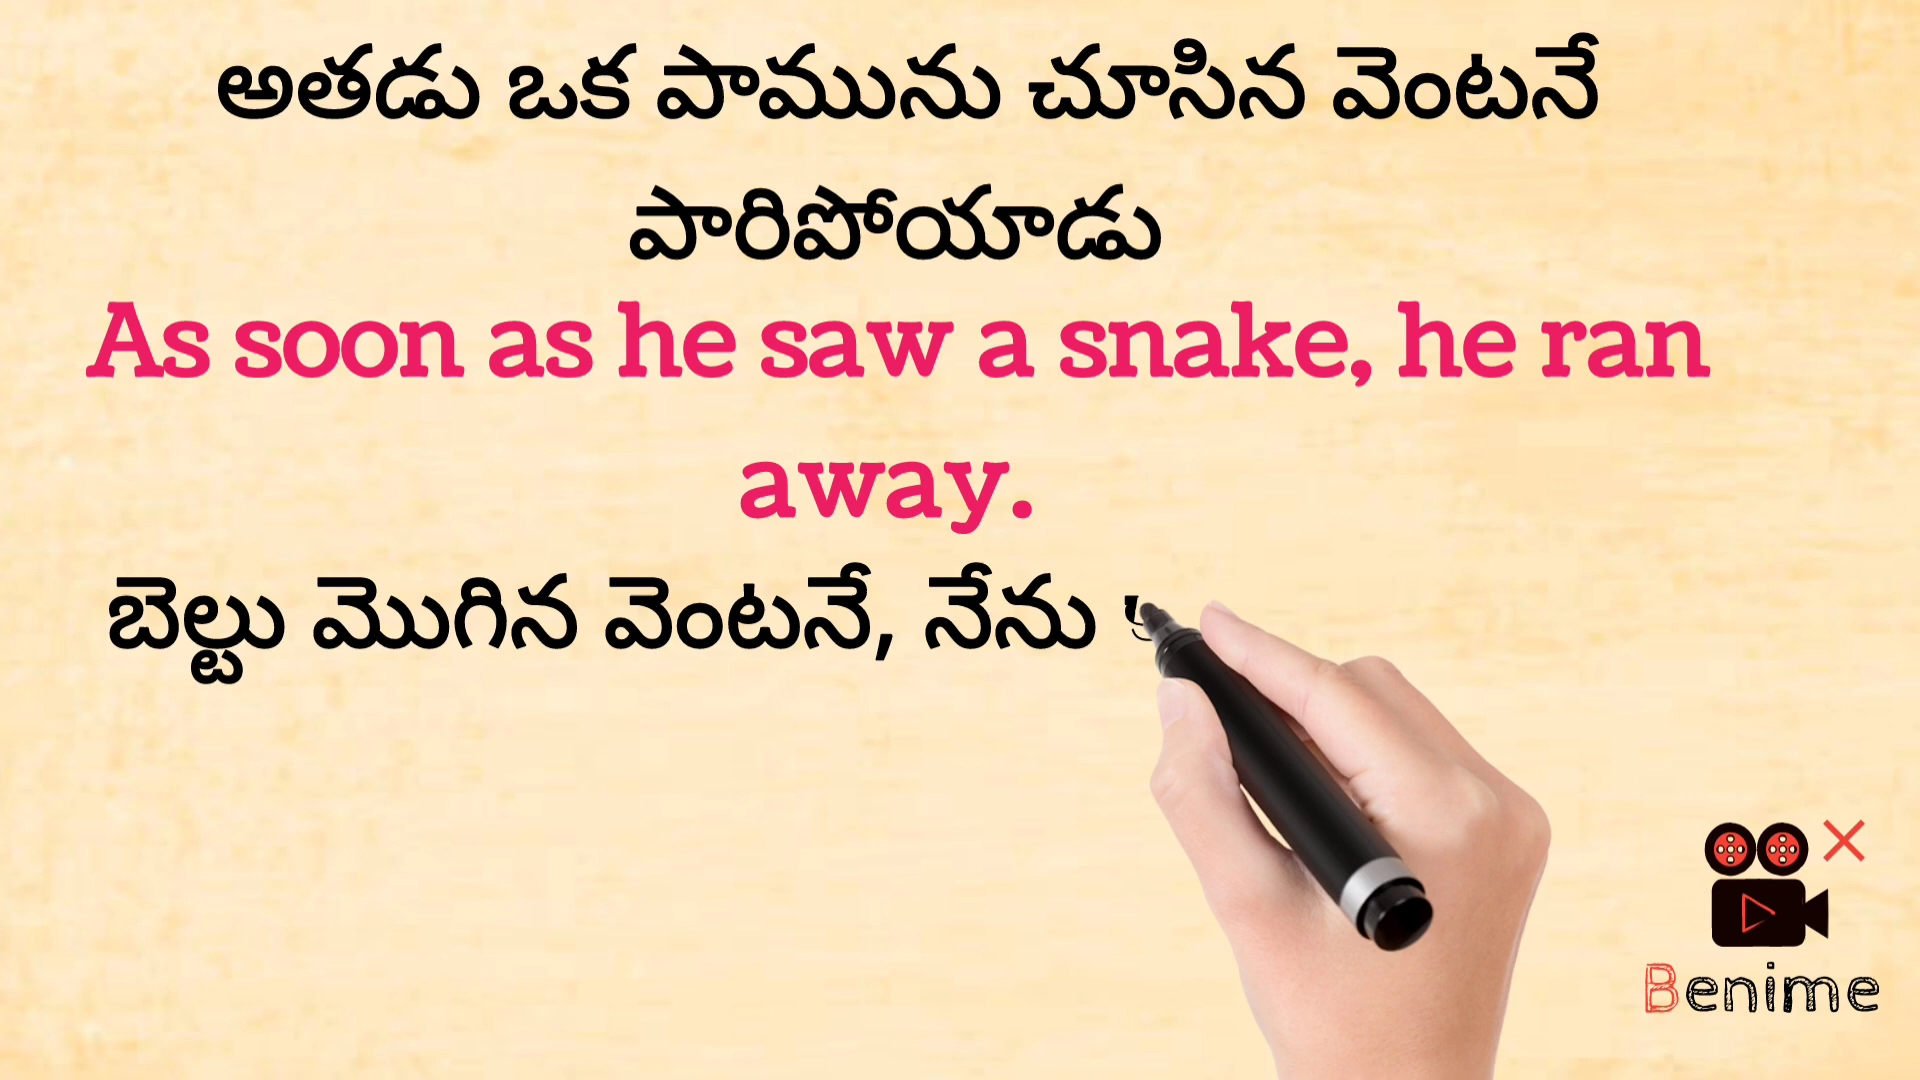 అతడు ఒక పామును చూసిన వెంటనే
పారిపోయాడు
As soon as he saw a snake, he ran
away.
బెల్టు మొగిన వెంటనే, నేను
Benime